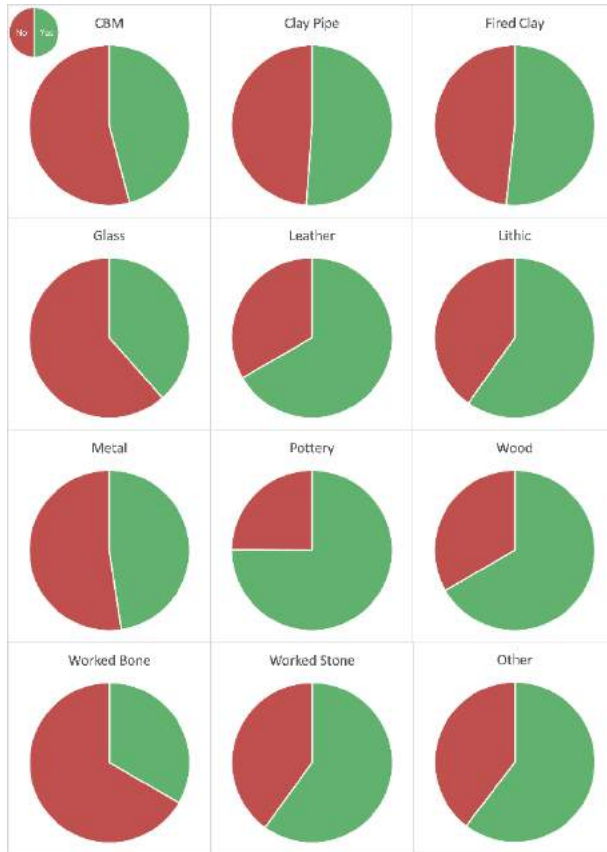 No Yes
CBM
Clay Pipe
Fired Clay
Glass
Leather
Lithic
Metal
Pottery
Wood
Worked Bone
Worked Stone
Other